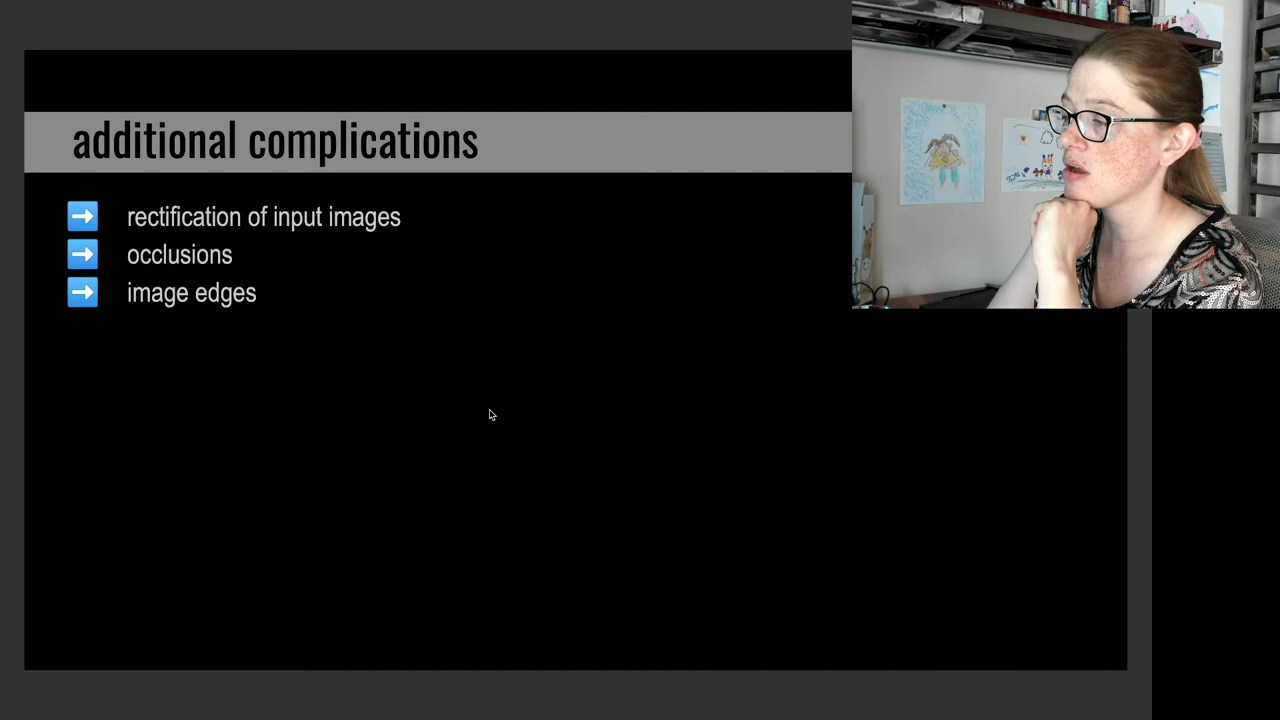 additional complications
rectification of input images
occlusions
image edges